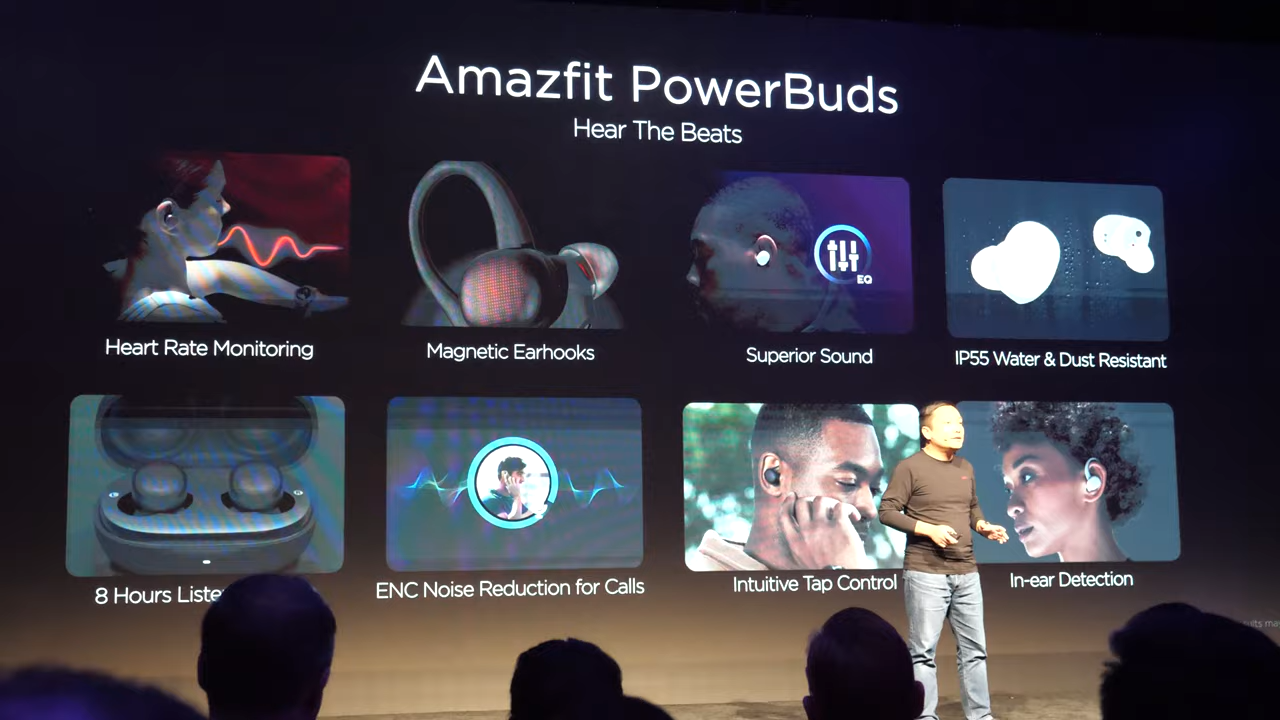 Amazfit PowerBuds
Hear The Beats
EQ
Heart Rate Monitoring
Magnetic Earhooks
Superior Sound
IP55 Water & Dust Resistant
8 Hours
ENC Noise Reduction for Calls
Intuitive Tap Control
In-ear Detection